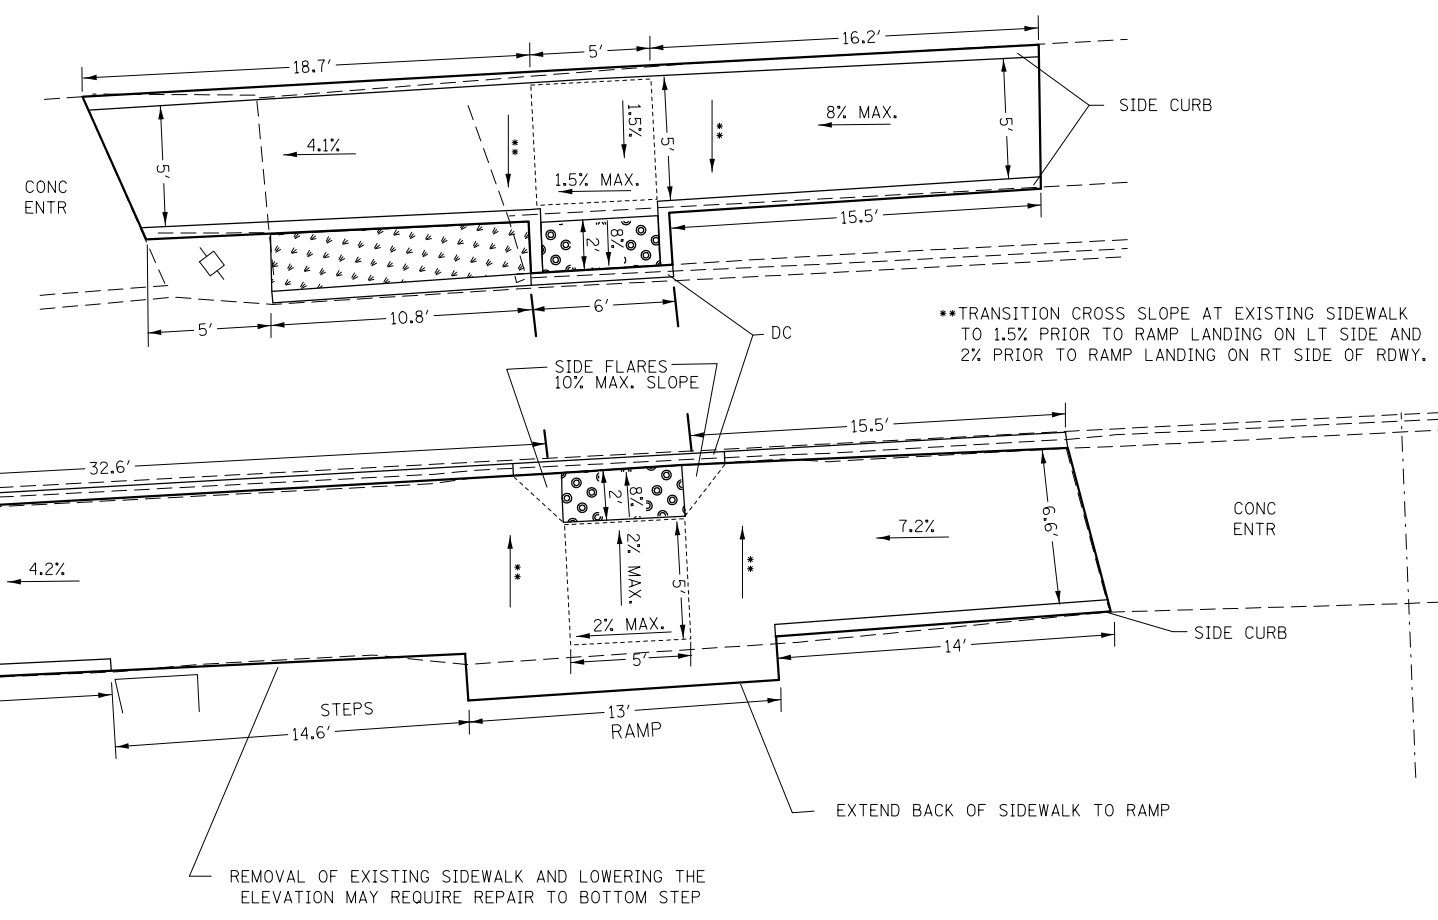 18.7′
5′
16.2′
SIDE CURB
8% MAX.
**
1.5%
5′
5′
**
4.1%
5′
1.5% MAX.
CONC
ENTR
15.5′
2′
8%
6′
10.8′
5′
DC
**TRANSITION CROSS SLOPE AT EXISTING SIDEWALK
TO 1.5% PRIOR TO RAMP LANDING ON LT SIDE AND
2% PRIOR TO RAMP LANDING ON RT SIDE OF RDWY.
SIDE FLARES
10% MAX. SLOPE
15.5′
32.6′
2′
8%
CONC
ENTR
6.6′
7.2%
2% MAX.
**
**
4.2%
5′
2% MAX.
SIDE CURB
5′
14′
STEPS
13′
RAMP
14.6′
EXTEND BACK OF SIDEWALK TO RAMP
REMOVAL OF EXISTING SIDEWALK AND LOWERING THE
ELEVATION MAY REQUIRE REPAIR TO BOTTOM STEP